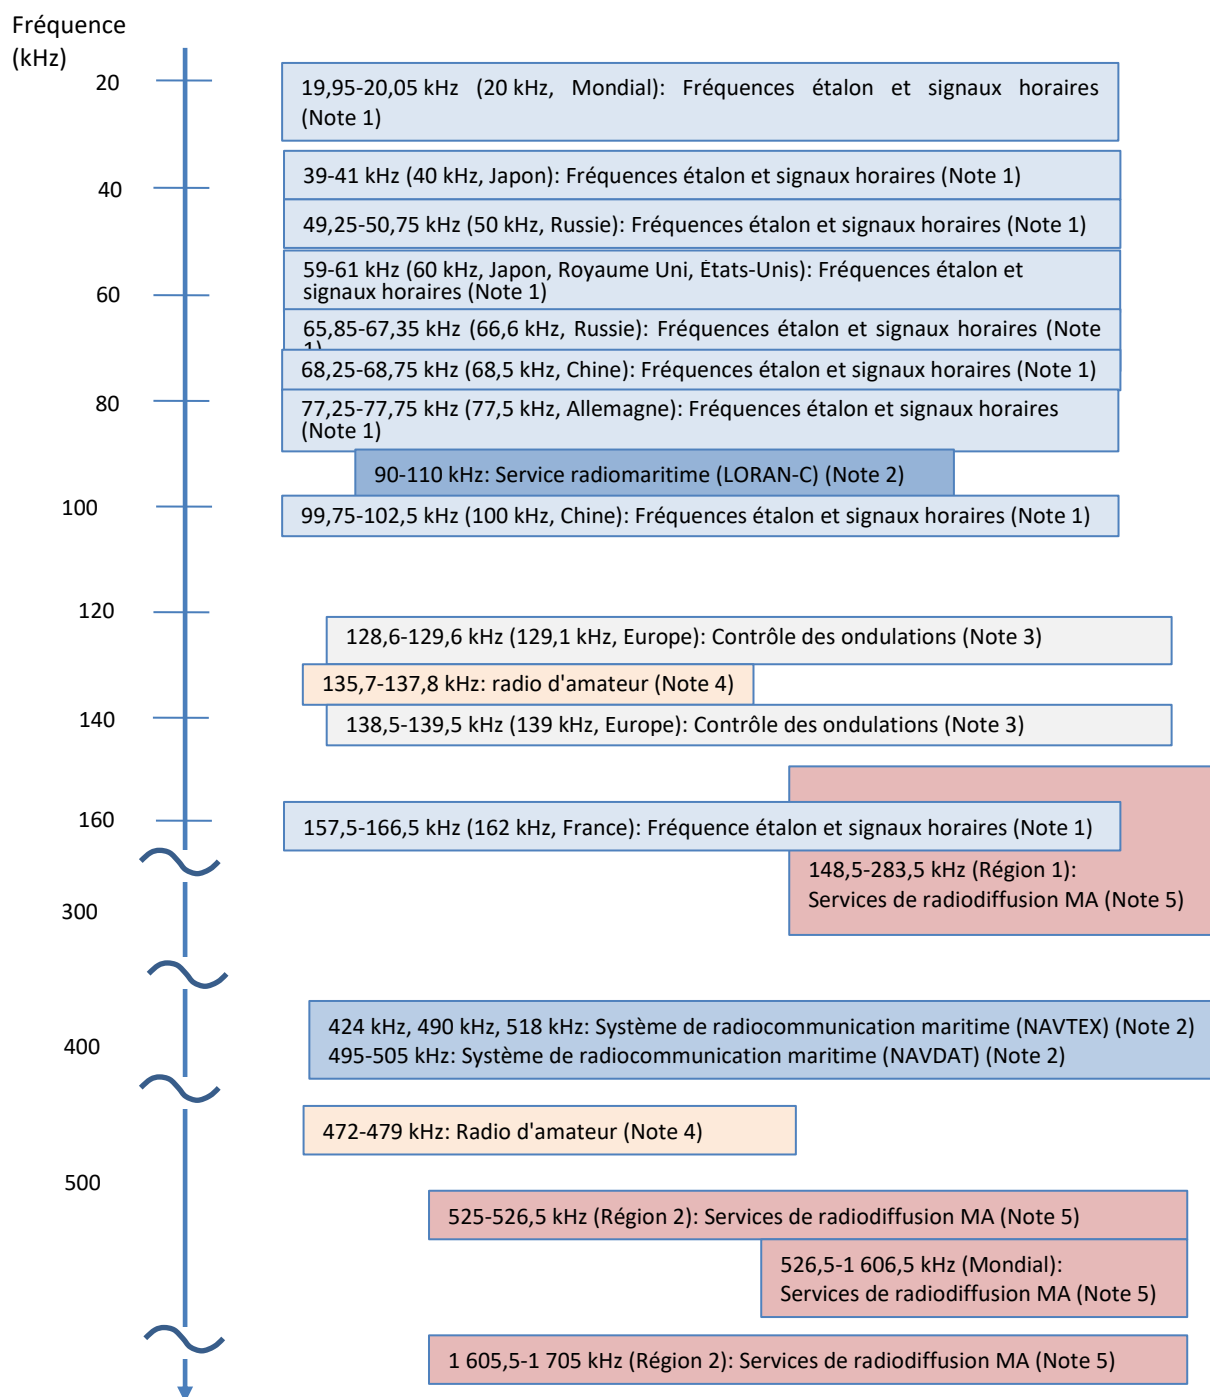 Fréquence
(kHz)
20
19,95-20,05 kHz (20 kHz, Mondial): Fréquences étalon et signaux horaires
(Note 1)
39-41 kHz (40 kHz, Japon): Fréquences étalon et signaux horaires (Note 1)
40
49,25-50,75 kHz (50 kHz, Russie): Fréquences étalon et signaux horaires (Note 1)
59-61 kHz (60 kHz, Japon, Royaume Uni, États-Unis): Fréquences étalon et
signaux horaires (Note 1)
60
65,85-67,35 kHz (66,6 kHz, Russie): Fréquences étalon et signaux horaires (Note
1)
68,25-68,75 kHz (68,5 kHz, Chine): Fréquences étalon et signaux horaires (Note 1)
80
77,25-77,75 kHz (77,5 kHz, Allemagne): Fréquences étalon et signaux horaires
(Note 1)
90-110 kHz: Service radiomaritime (LORAN-C) (Note 2)
100
99,75-102,5 kHz (100 kHz, Chine): Fréquences étalon et signaux horaires (Note 1)
120
128,6-129,6 kHz (129,1 kHz, Europe): Contrôle des ondulations (Note 3)
135,7-137,8 kHz: radio d'amateur (Note 4)
140
138,5-139,5 kHz (139 kHz, Europe): Contrôle des ondulations (Note 3)
160
157,5-166,5 kHz (162 kHz, France): Fréquence étalon et signaux horaires (Note 1)
148,5-283,5 kHz (Région 1):
Services de radiodiffusion MA (Note 5)
300
424 kHz, 490 kHz, 518 kHz: Système de radiocommunication maritime (NAVTEX) (Note 2)
495-505 kHz: Système de radiocommunication maritime (NAVDAT) (Note 2)
400
472-479 kHz: Radio d'amateur (Note 4)
500
525-526,5 kHz (Région 2): Services de radiodiffusion MA (Note 5)
526,5-1 606,5 kHz (Mondial):
Services de radiodiffusion MA (Note 5)
1 605,5-1 705 kHz (Région 2): Services de radiodiffusion MA (Note 5)